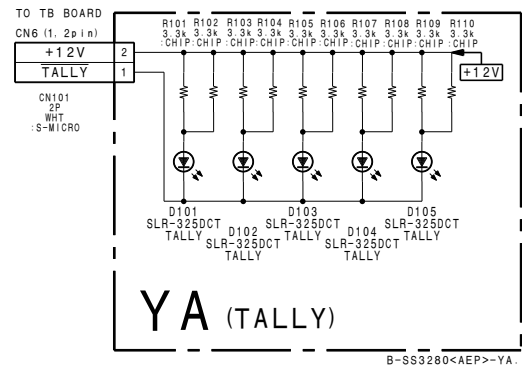 TO TB BOARD
CN6 (1, 2pin)
+12V 2
TALLY 1
CN101
2P
WHT
:S-MICRO
R101 R102 R103 R104 R105 R106 R107 R108 R109 R110
3.3k 3.3k 3.3k 3.3k 3.3k 3.3k 3.3k 3.3k 3.3k 3.3k
:CHIP :CHIP :CHIP :CHIP :CHIP :CHIP :CHIP :CHIP :CHIP :CHIP
+12V
D101
SLR-325DCT
TALLY
D102
SLR-325DCT
TALLY
D103
SLR-325DCT
TALLY
D104
SLR-325DCT
TALLY
D105
SLR-325DCT
TALLY
YA (TALLY)
B-SS3280<AEP>-YA.